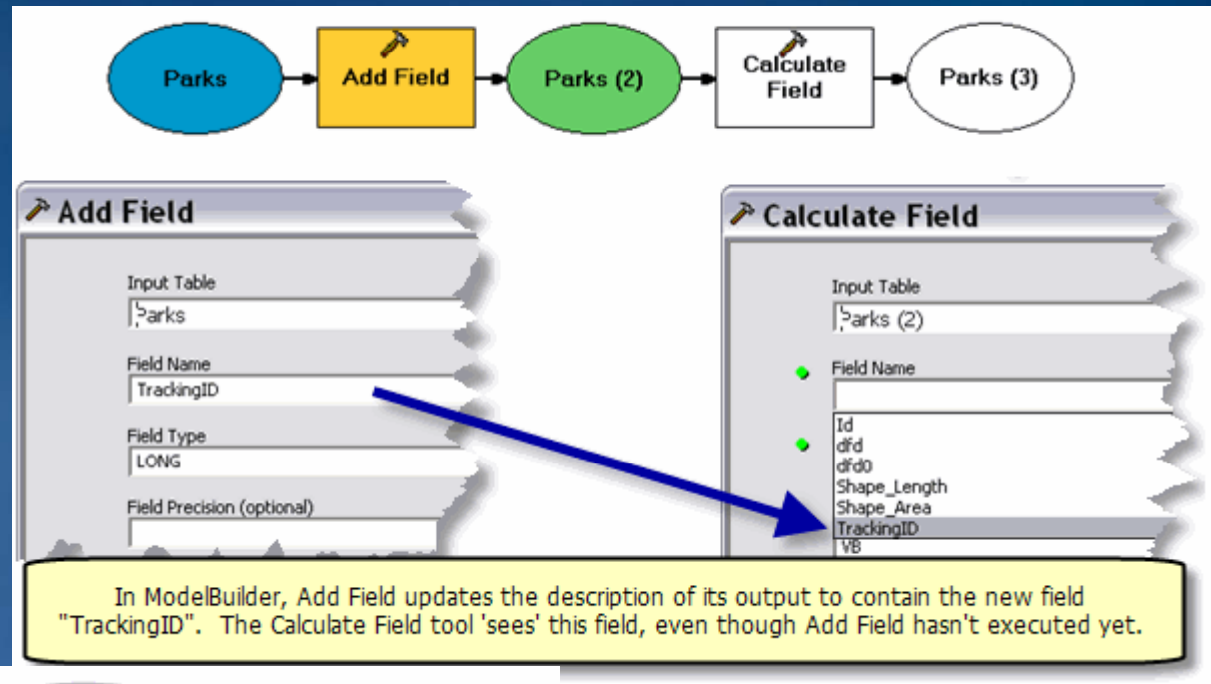 Parks
Add Field
Parks (2)
Calculate
Field
Parks (3)
Add Field
Input Table
Parks
Field Name
TrackingID
Field Type
LONG
Field Precision (optional)
Calculate Field
Input Table
Parks (2)
Field Name
Id
dfd
dfd0
Shape_Length
Shape_Area
TrackingID
VB
In ModelBuilder, Add Field updates the description of its output to contain the new field
"TrackingID". The Calculate Field tool 'sees' this field, even though Add Field hasn't executed yet.